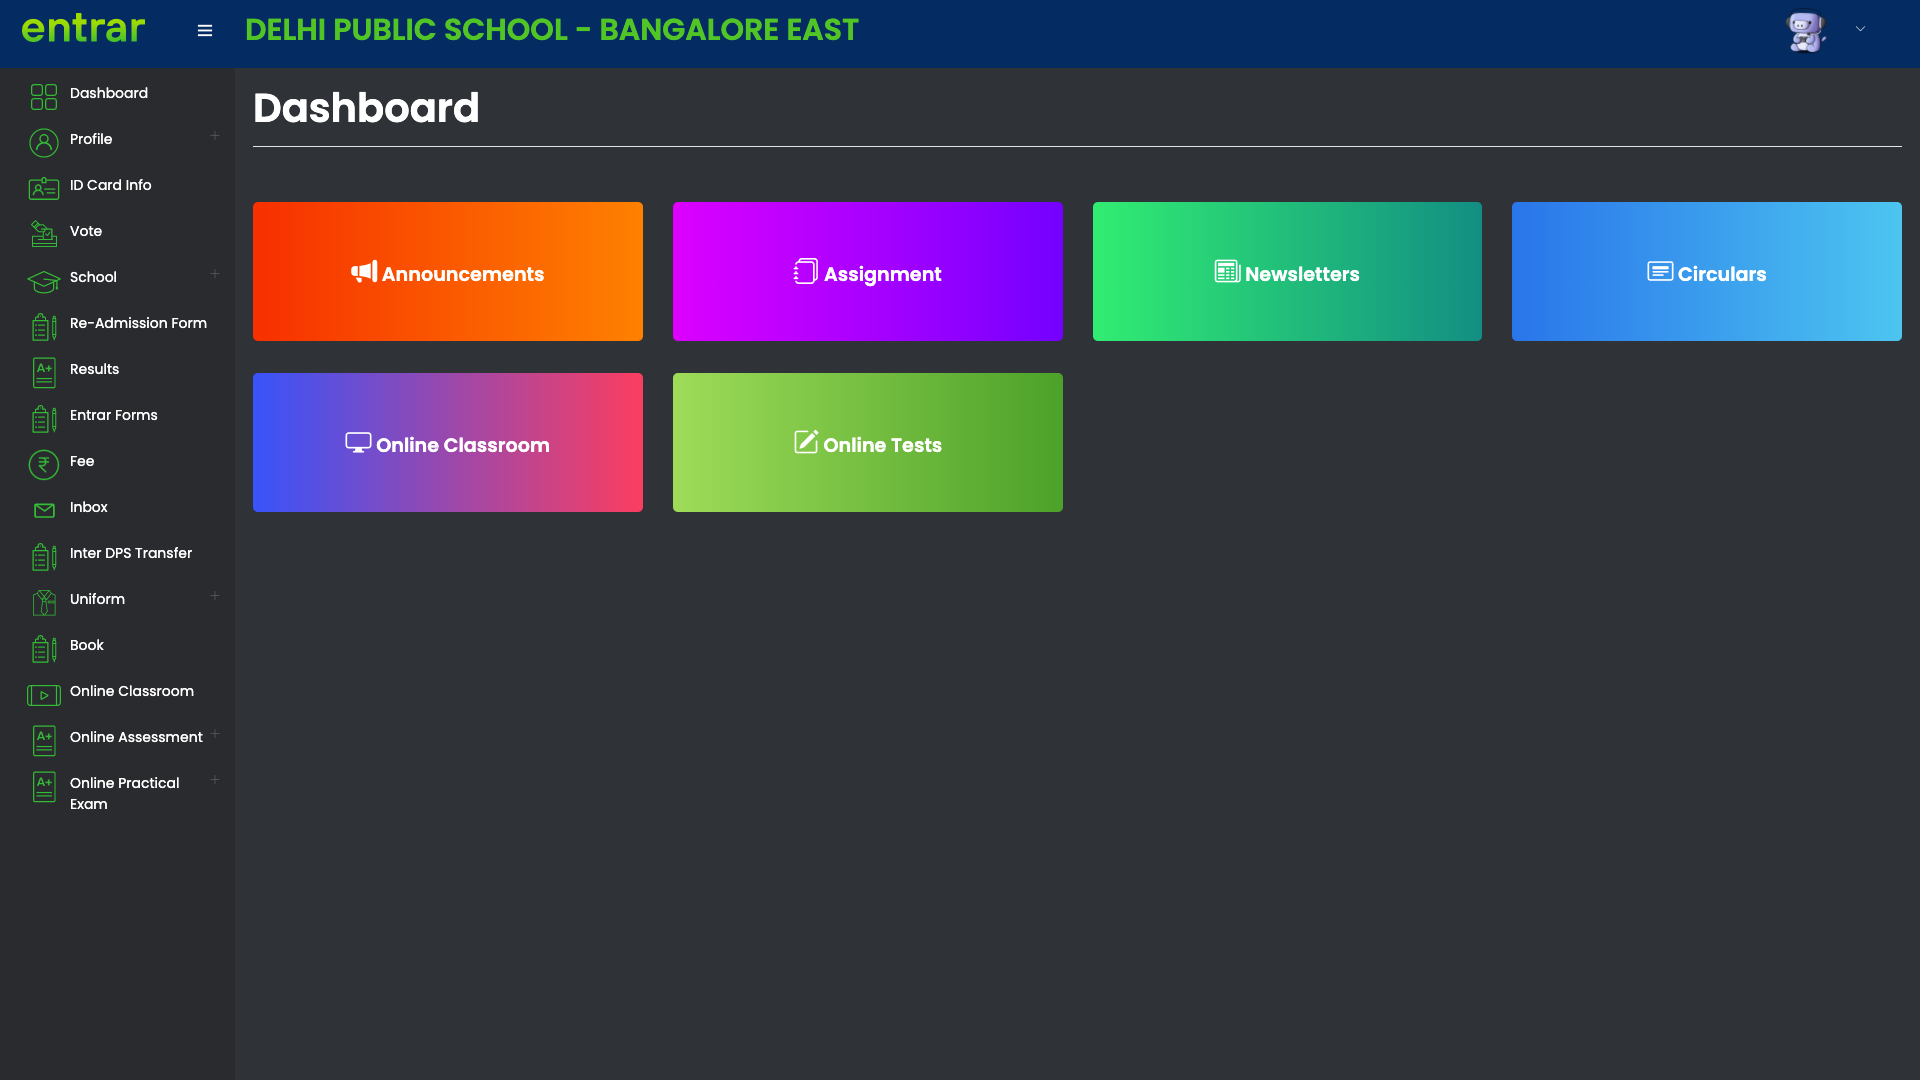 entrar
DELHI PUBLIC SCHOOL - BANGALORE EAST
Dashboard
Profile
ID Card Info
Vote
School
Re-Admission Form
Results
Entrar Forms
Fee
Inbox
Inter DPS Transfer
Uniform
Book
Online Classroom
Online Assessment
Online Practical
Exam
Dashboard
Announcements
Assignment
Newsletters
Circulars
Online Classroom
Online Tests